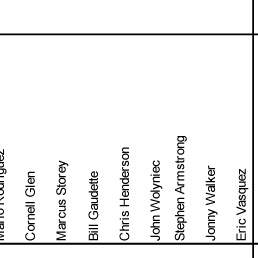 Mario Rodriguez
Cornell Glen
Marcus Storey
Bill Gaudette
Chris Henderson
John Wolyniec
Stephen Armstrong
Jonny Walker
Eric Vasquez